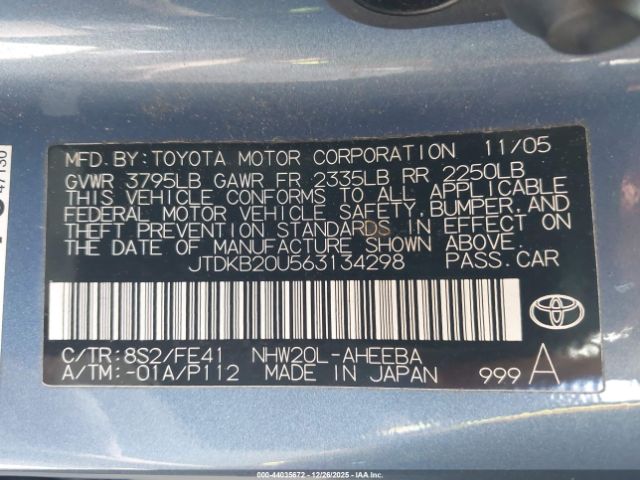 MFD.BY:TOYOTA MOTOR CORPORATION 11/05
GVWR 3795LB GAWR FR 2335LB RR 2250LB
THIS VEHICLE CONFORMS TO ALL APPLICABLE
FEDERAL MOTOR VEHICLE SAFETY,BUMPER,AND
THEFT PREVENTION STANDARDS IN EFFECT ON
THE DATE OF MANUFACTURE SHOWN ABOVE.
JTDKB20U563134298 PASS.CAR
C/TR:8S2/FE41 NHW20L-AHEEBA
A/TM:-01A/P112 MADE IN JAPAN 999 A
47130
© IAA - 44035672 - 12/26/2025 - IAAI.COM